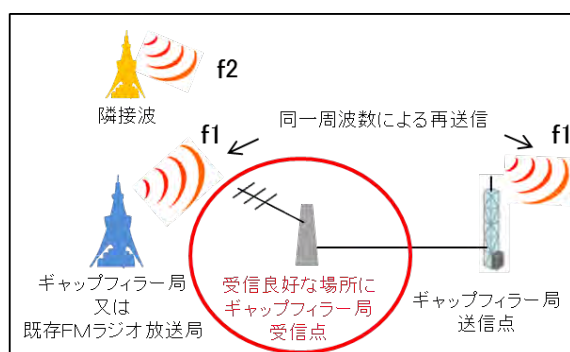 f2
隣接波
同一周波数による再送信
f1
f1
ギャップフィラー局
又は
既存FMラジオ放送局
受信良好な場所に
ギャップフィラー局
受信点
ギャップフィラー局
送信点